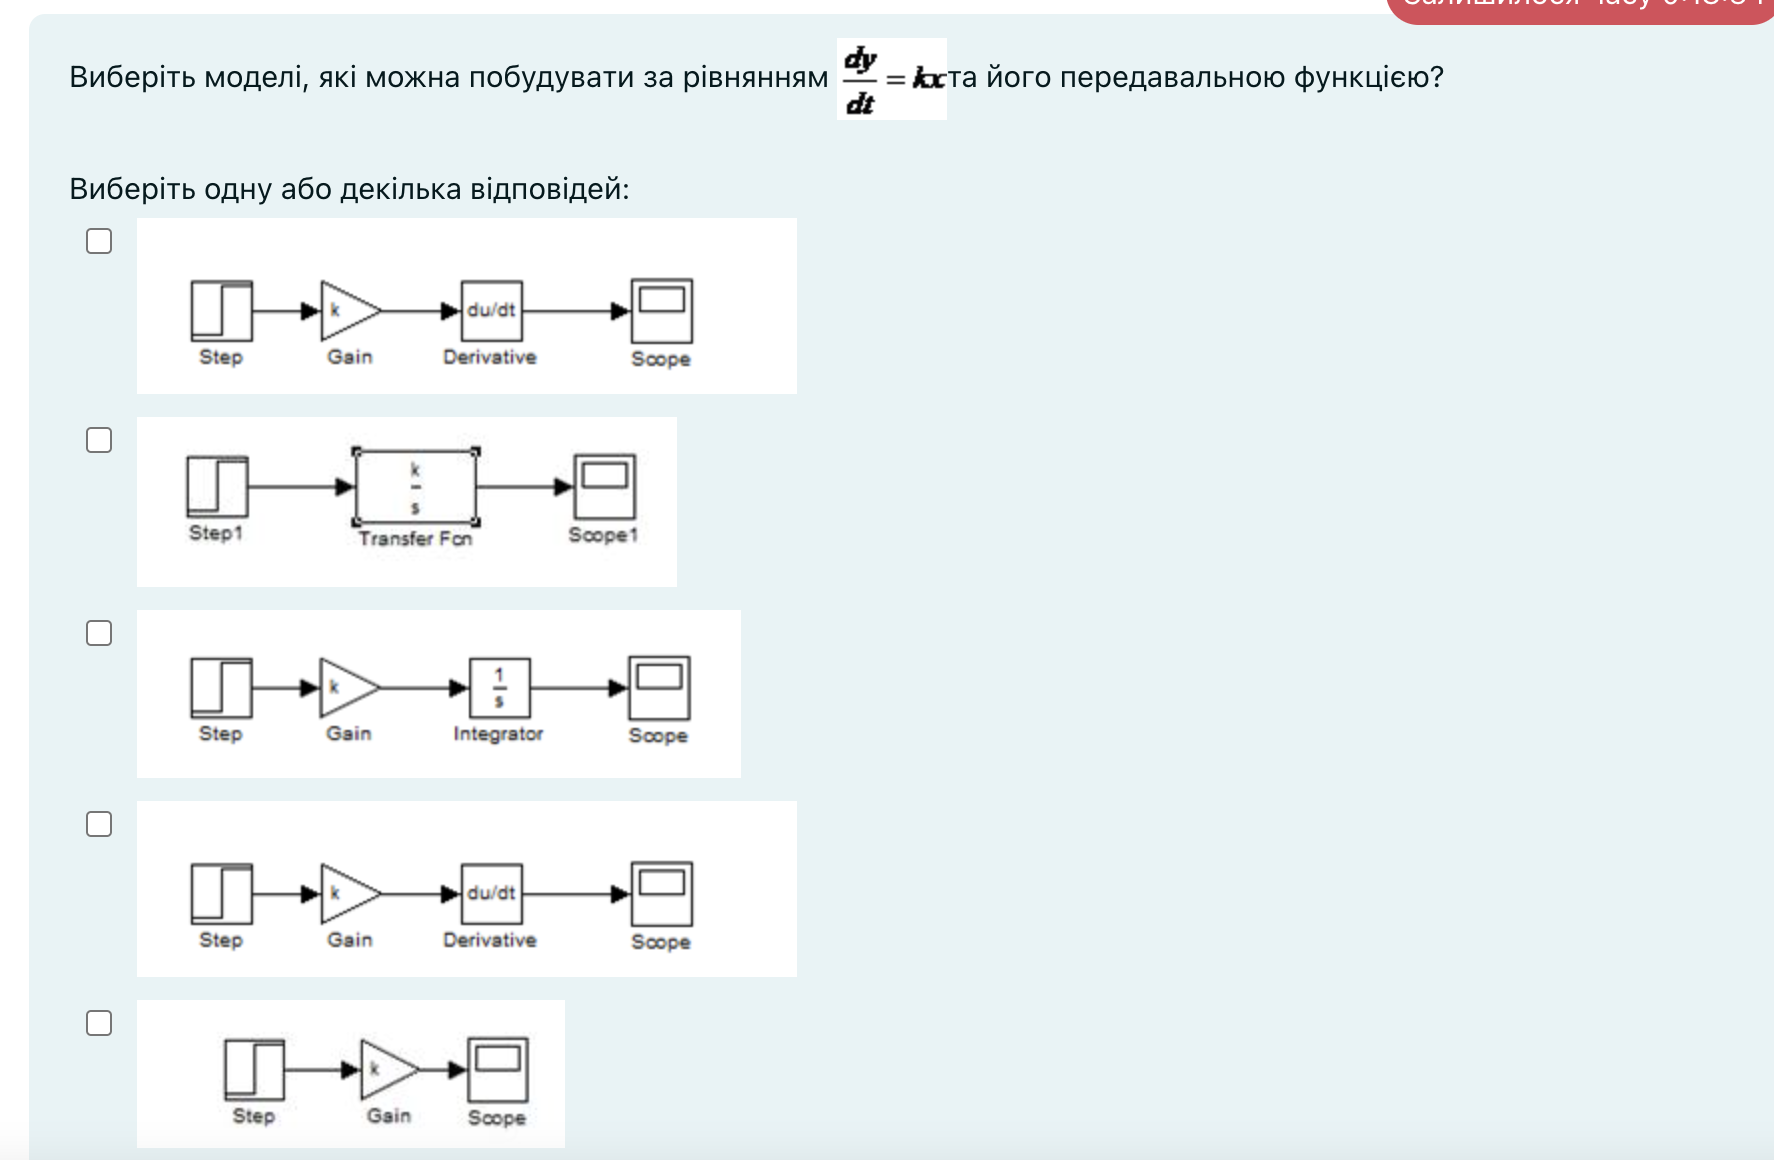 Виберіть моделі, які можна побудувати за рівнянням dy/dt = kx та його передавальною функцією?
Виберіть одну або декілька відповідей:
k du/dt
Step Gain Derivative Scope
k
s
Step1 Transfer Fcn Scope1
k 1
s
Step Gain Integrator Scope
k du/dt
Step Gain Derivative Scope
k
Step Gain Scope